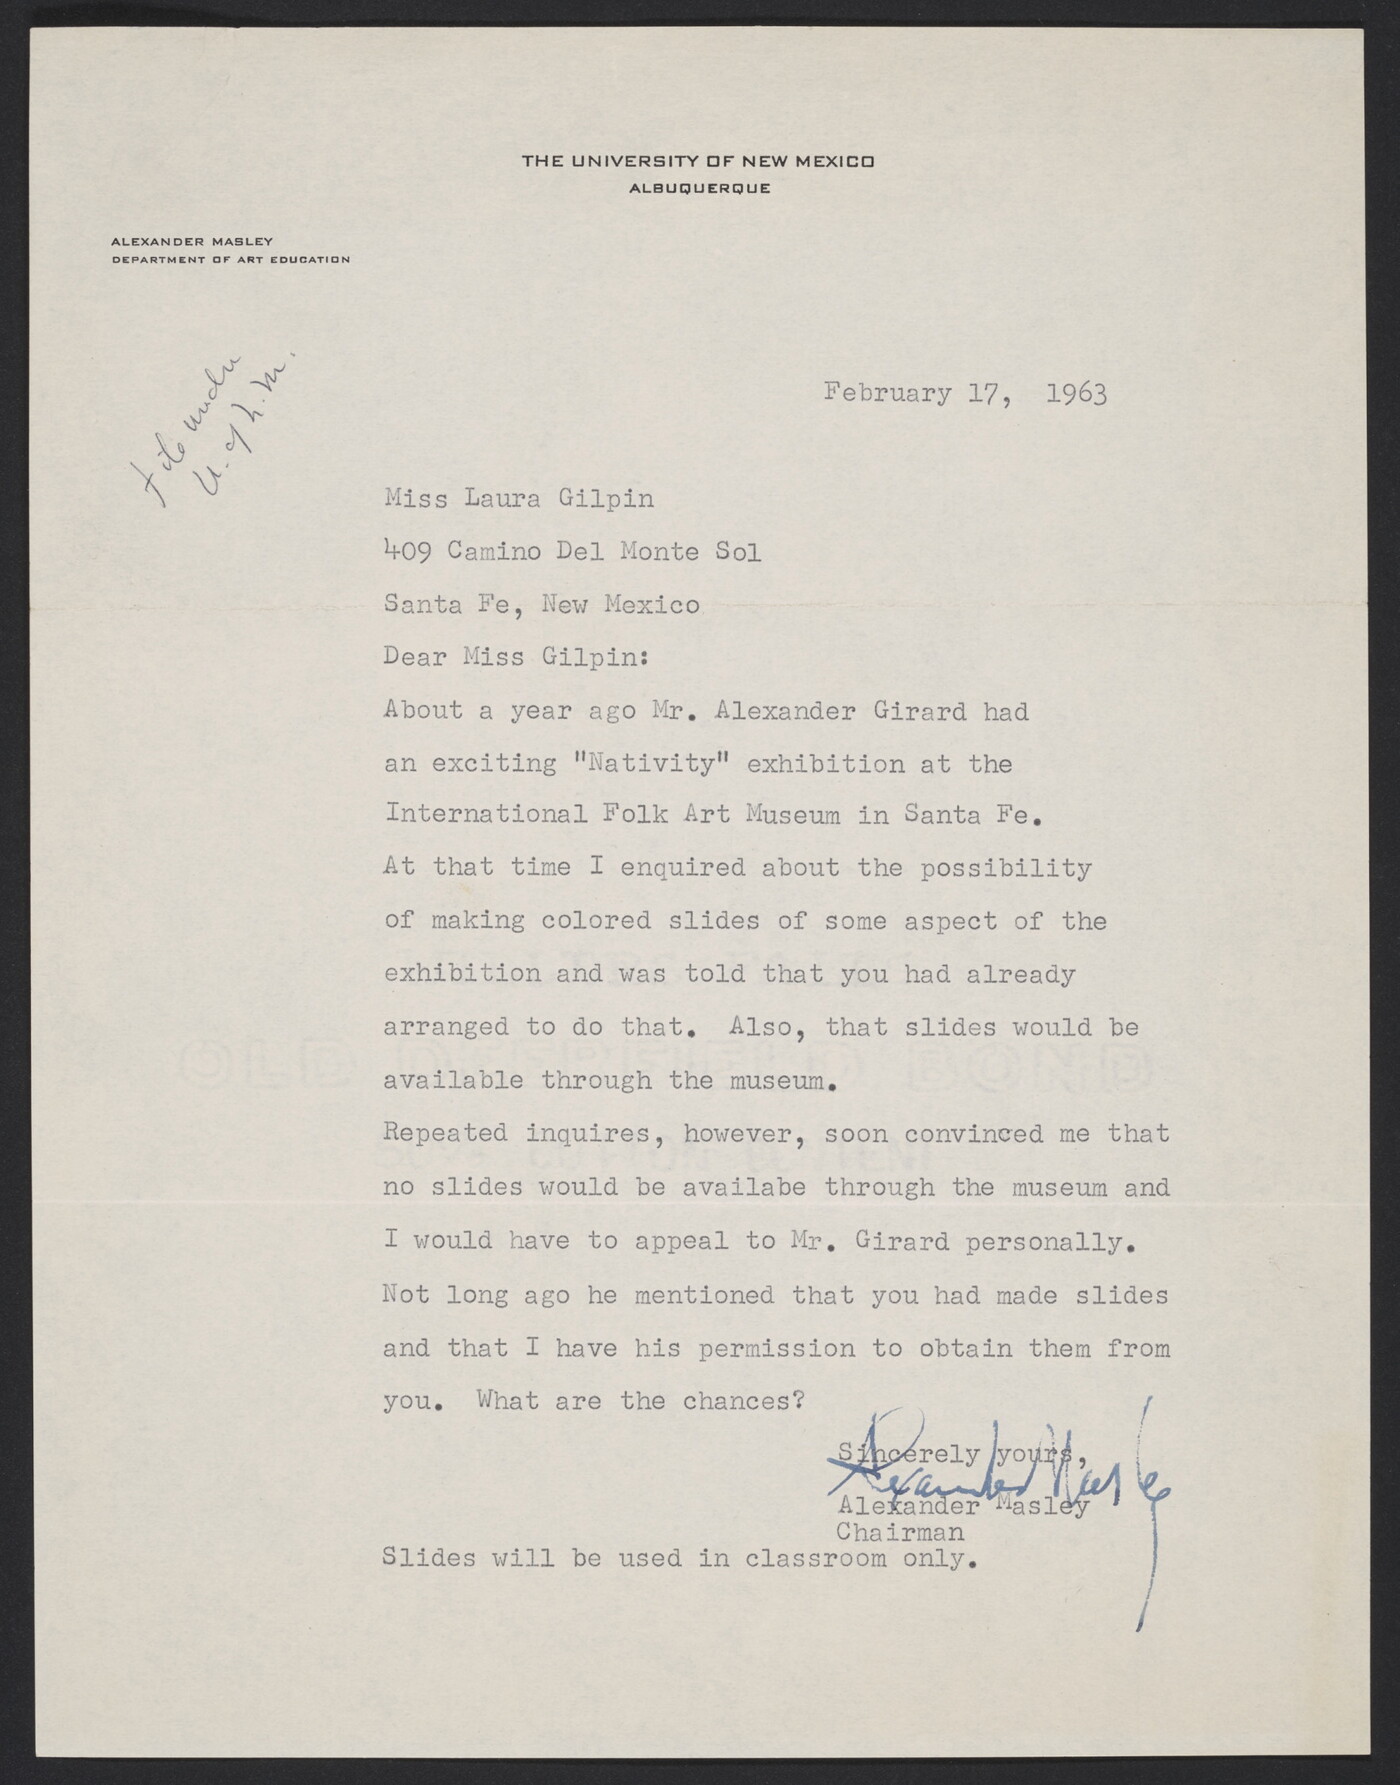 THE UNIVERSITY OF NEW MEXICO
ALBUQUERQUE
ALEXANDER MASLEY
DEPARTMENT OF ART EDUCATION
File under
U. of N. M.
February 17, 1963
Miss Laura Gilpin
409 Camino Del Monte Sol
Santa Fe, New Mexico
Dear Miss Gilpin:
About a year ago Mr. Alexander Girard had
an exciting "Nativity" exhibition at the
International Folk Art Museum in Santa Fe.
At that time I enquired about the possibility
of making colored slides of some aspect of the
exhibition and was told that you had already
arranged to do that. Also, that slides would be
available through the museum.
Repeated inquires, however, soon convinced me that
no slides would be availabe through the museum and
I would have to appeal to Mr. Girard personally.
Not long ago he mentioned that you had made slides
and that I have his permission to obtain them from
you. What are the chances?
Sincerely yours,
Alexander Masley
Alexander Masley
Chairman
Slides will be used in classroom only.